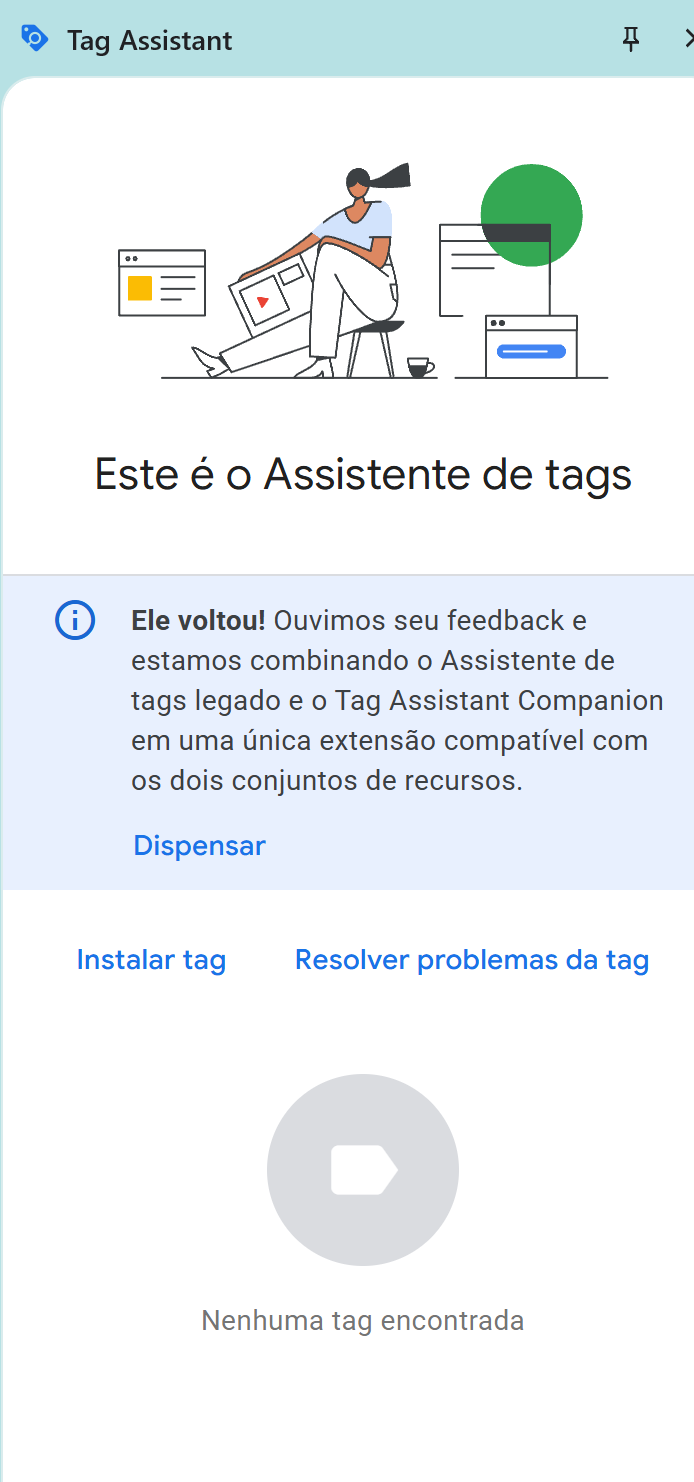 Tag Assistant
Este é o Assistente de tags
Ele voltou! Ouvimos seu feedback e
estamos combinando o Assistente de
tags legado e o Tag Assistant Companion
em uma única extensão compatível com
os dois conjuntos de recursos.
Dispensar
Instalar tag
Resolver problemas da tag
Nenhuma tag encontrada